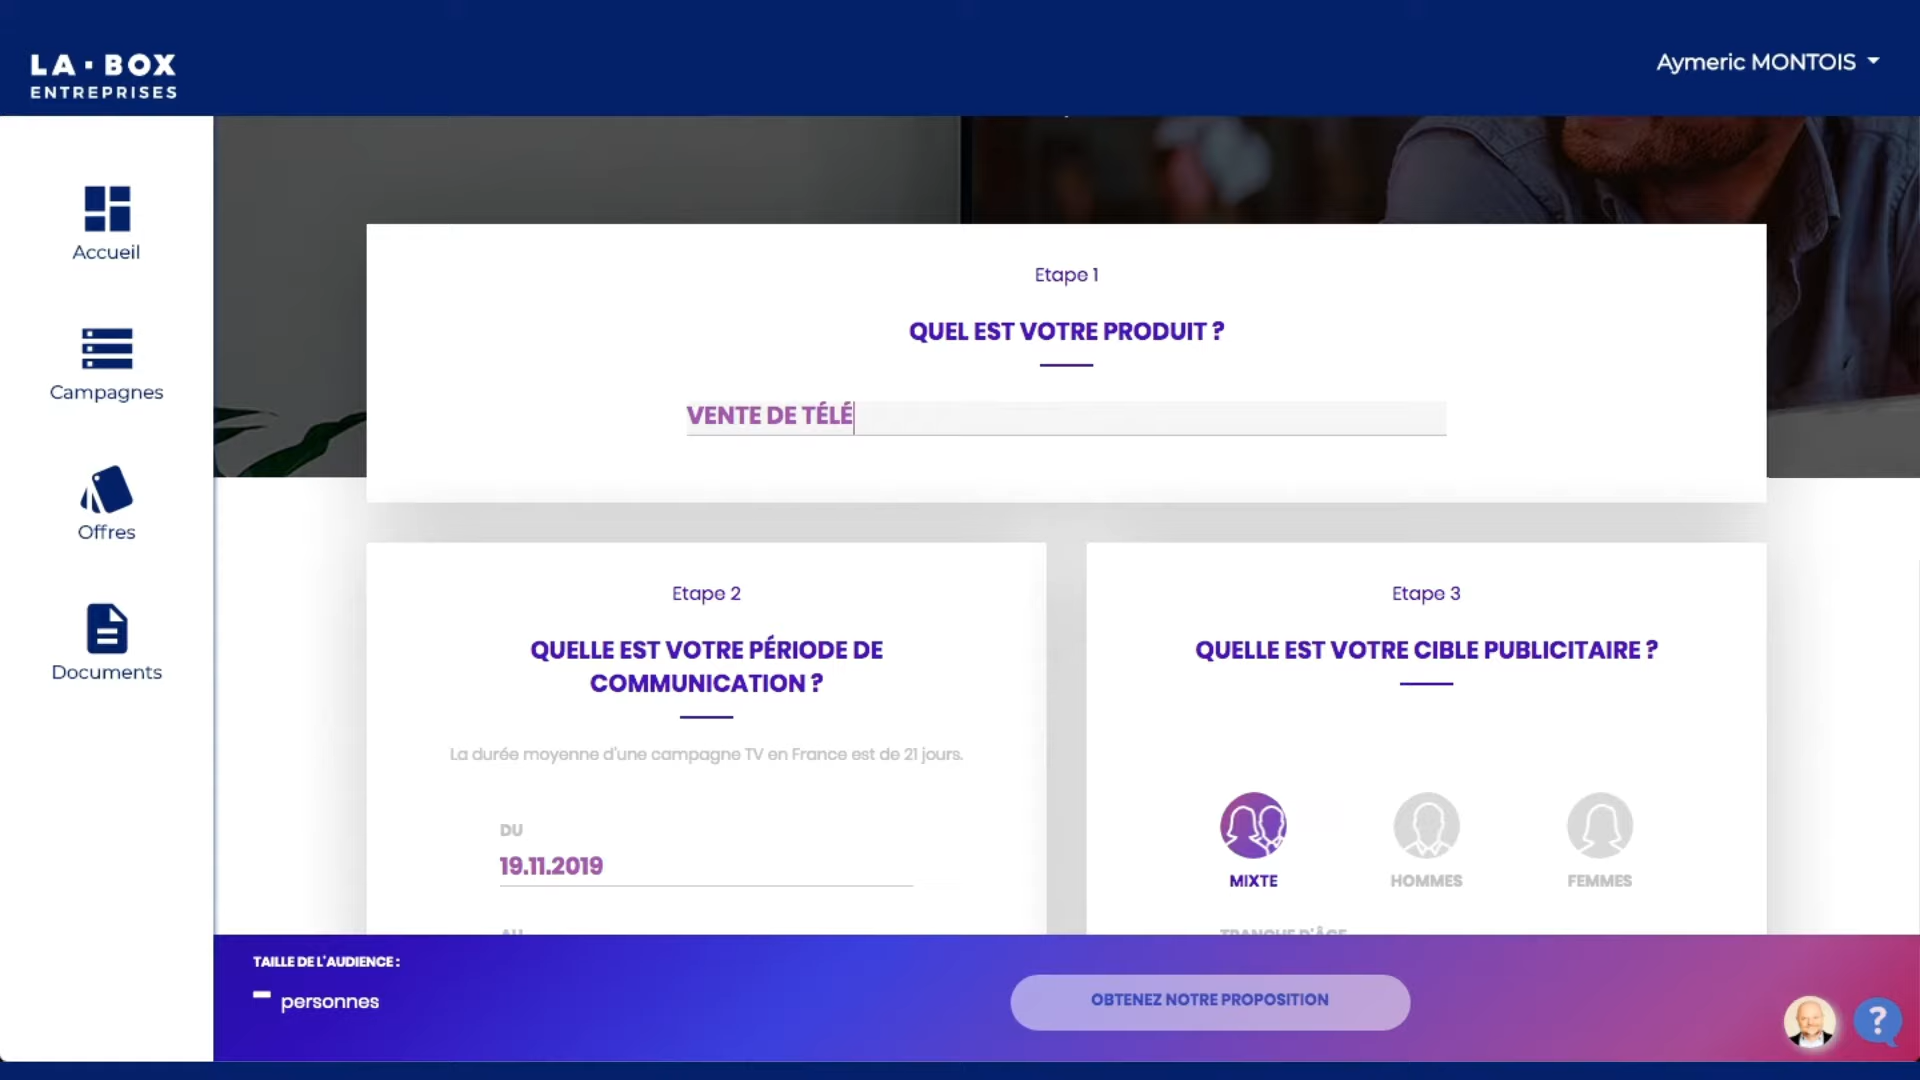 LA · BOX
ENTREPRISES
Aymeric MONTOIS
Accueil
Campagnes
Offres
Documents
Etape 1
QUEL EST VOTRE PRODUIT ?
VENTE DE TÉLÉ
Etape 2
QUELLE EST VOTRE PÉRIODE DE
COMMUNICATION ?
La durée moyenne d'une campagne TV en France est de 21 jours.
DU
19.11.2019
AU
Etape 3
QUELLE EST VOTRE CIBLE PUBLICITAIRE ?
MIXTE
HOMMES
FEMMES
TRANCHE D'ÂGE
TAILLE DE L'AUDIENCE :
- personnes
OBTENEZ NOTRE PROPOSITION
?